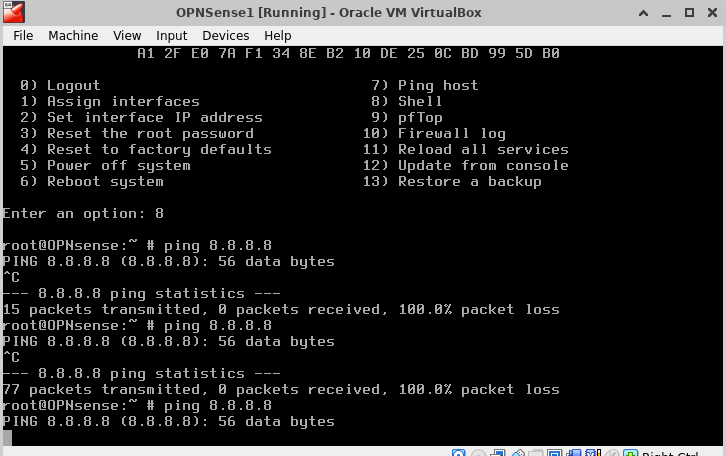 OPNSense1 [Running] - Oracle VM VirtualBox
File Machine View Input Devices Help
A1 2F E0 7A F1 34 8E B2 10 DE 25 0C BD 99 5D B0
0) Logout 7) Ping host
1) Assign interfaces 8) Shell
2) Set interface IP address 9) pfTop
3) Reset the root password 10) Firewall log
4) Reset to factory defaults 11) Reload all services
5) Power off system 12) Update from console
6) Reboot system 13) Restore a backup
Enter an option: 8
root@OPNsense:~ # ping 8.8.8.8
PING 8.8.8.8 (8.8.8.8): 56 data bytes
^C
--- 8.8.8.8 ping statistics ---
15 packets transmitted, 0 packets received, 100.0% packet loss
root@OPNsense:~ # ping 8.8.8.8
PING 8.8.8.8 (8.8.8.8): 56 data bytes
^C
--- 8.8.8.8 ping statistics ---
77 packets transmitted, 0 packets received, 100.0% packet loss
root@OPNsense:~ # ping 8.8.8.8
PING 8.8.8.8 (8.8.8.8): 56 data bytes
Right Ctrl